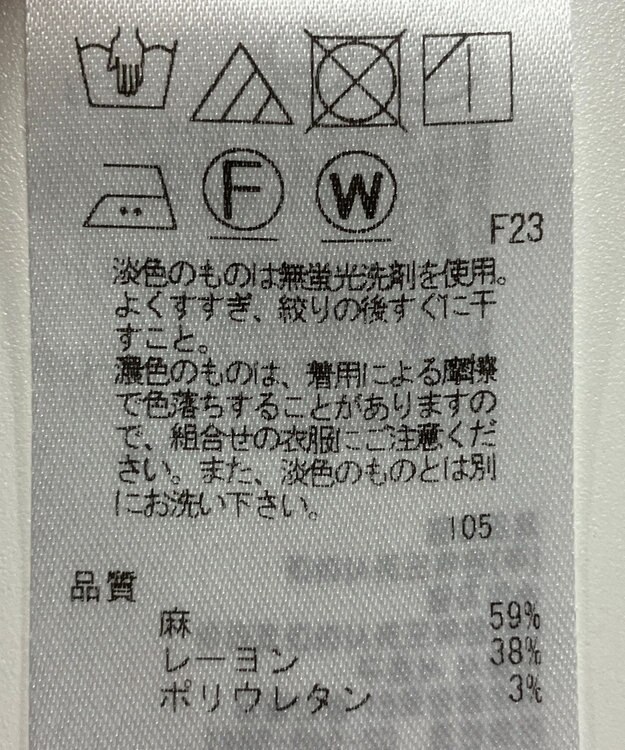 F
W
F23
淡色のものは無蛍光洗剤を使用。
よくすすぎ、絞りの後すぐに干
すこと。
濃色のものは、着用による摩擦
で色落ちすることがありますの
で、組合せの衣服にご注意くだ
さい。また、淡色のものとは別
にお洗い下さい。
105
品質
麻 59%
レーヨン 38%
ポリウレタン 3%